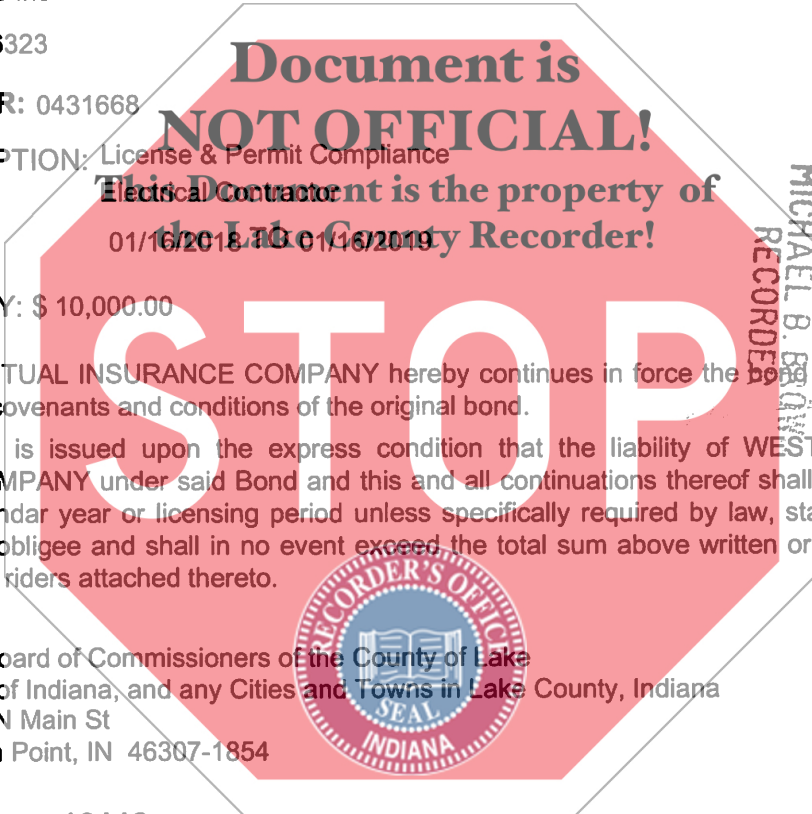 6323
Document is
R: 0431668
NOT OFFICIAL!
PTION: License & Permit Compliance
This Document is the property of
Electrical Contractor
the Lake County Recorder!
01/16/2018 TO 01/16/2019
Y: $ 10,000.00
STOP
MICHAEL B. BROW
RECORDER
TUAL INSURANCE COMPANY hereby continues in force the bond
covenants and conditions of the original bond.
is issued upon the express condition that the liability of WEST
MPANY under said Bond and this and all continuations thereof shall
ndar year or licensing period unless specifically required by law, sta
obligee and shall in no event exceed the total sum above written or
riders attached thereto.
RECORDER'S OFFICE
SEAL
INDIANA
oard of Commissioners of the County of Lake
of Indiana, and any Cities and Towns in Lake County, Indiana
N Main St
Point, IN 46307-1854